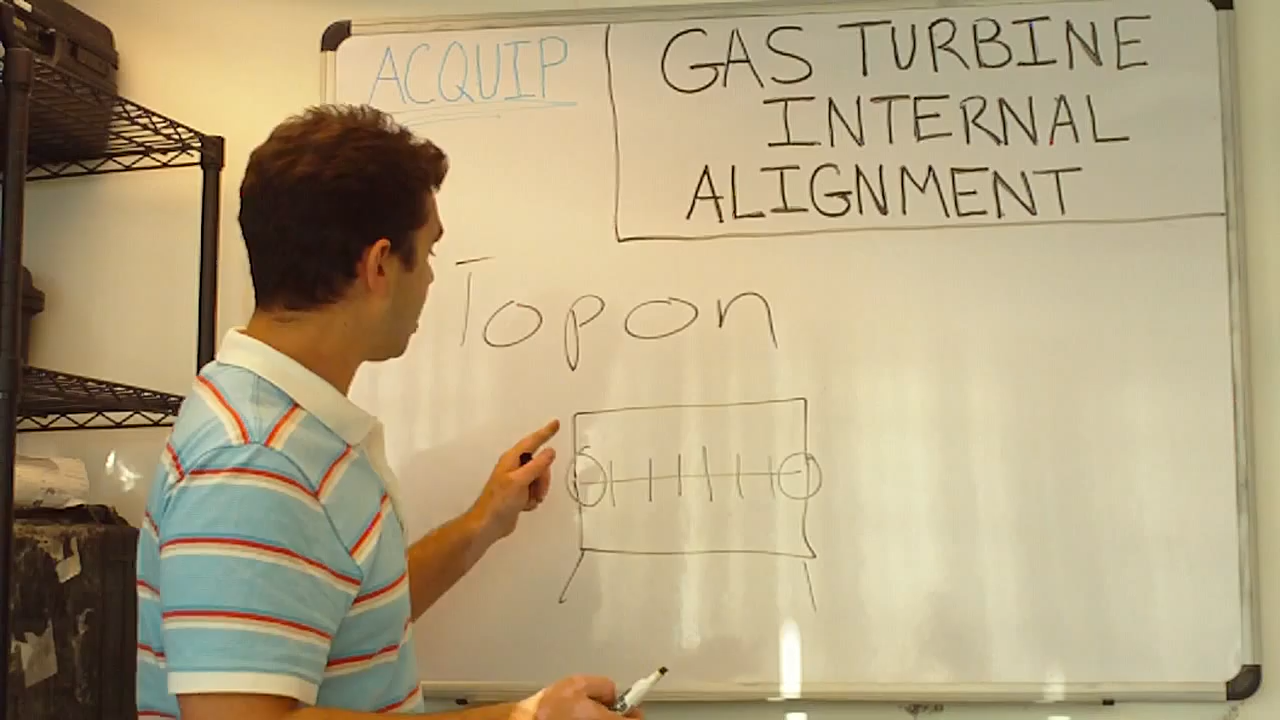 ACQUIP
GAS TURBINE
INTERNAL
ALIGNMENT
Topon